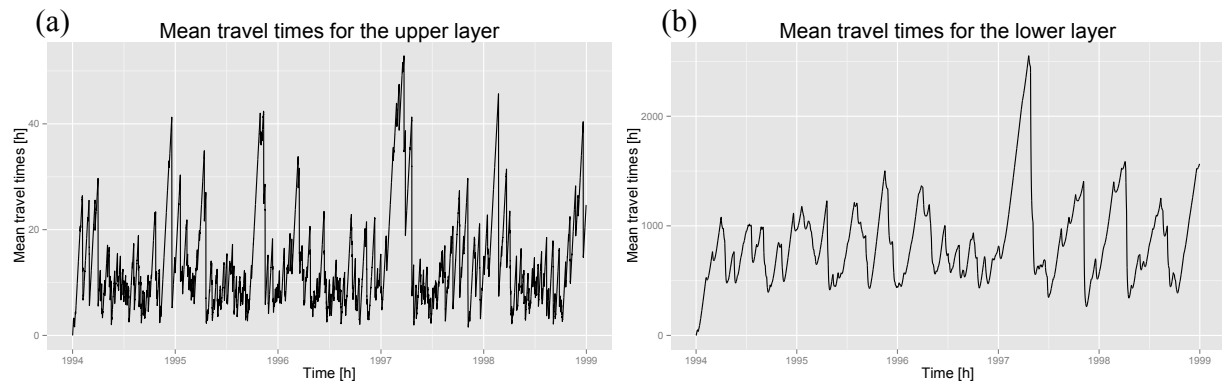 (a)
Mean travel times for the upper layer
Mean travel times [h]
40
20
0
1994
1995
1996
1997
1998
1999
Time [h]
(b)
Mean travel times for the lower layer
Mean travel times [h]
2000
1000
0
1994
1995
1996
1997
1998
1999
Time [h]